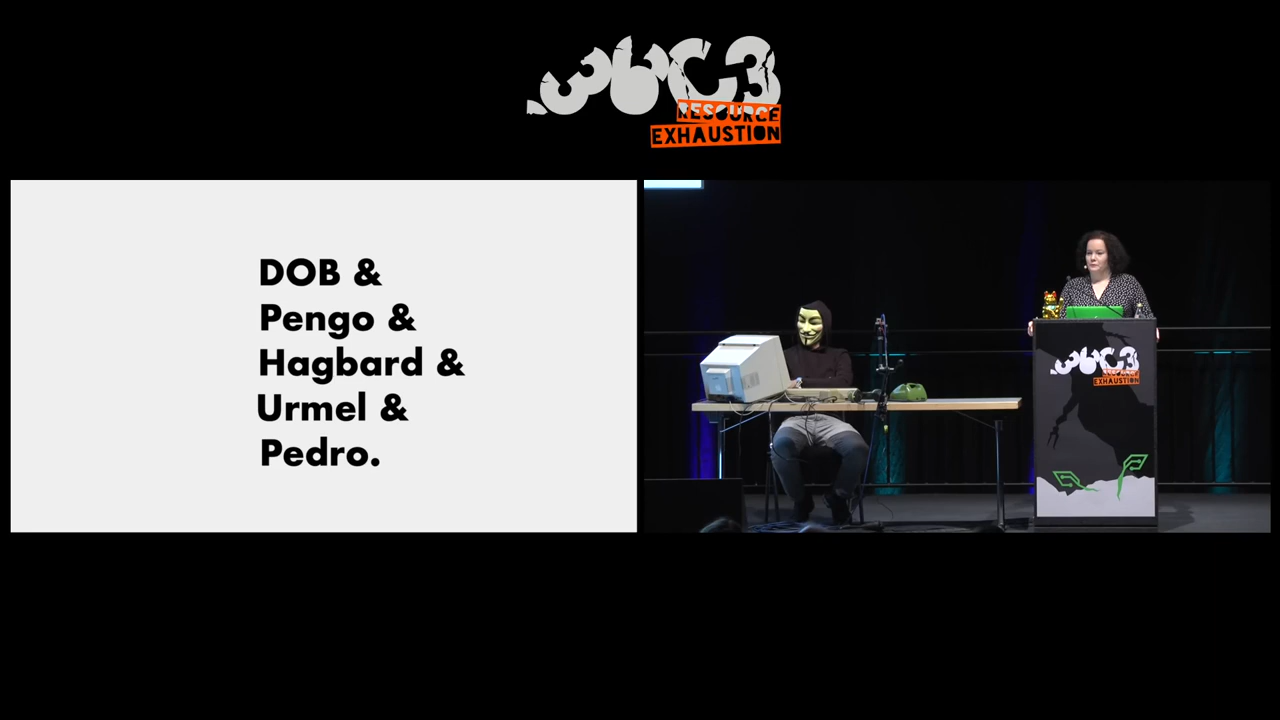 36C3
RESOURCE
EXHAUSTION
DOB &
Pengo &
Hagbard &
Urmel &
Pedro.
36C3
RESOURCE
EXHAUSTION